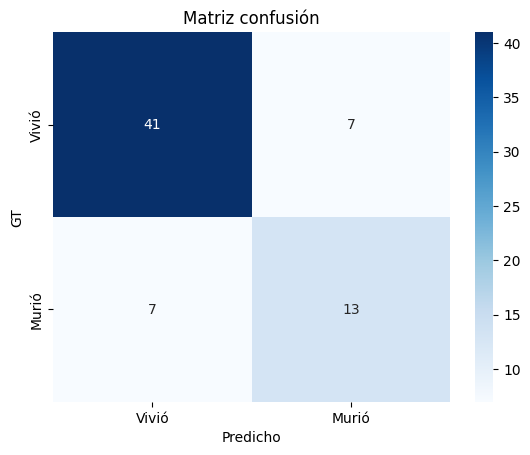 Matriz confusión
GT
Vivió
41
7
Murió
7
13
Vivió
Murió
Predicho
40
35
30
25
20
15
10